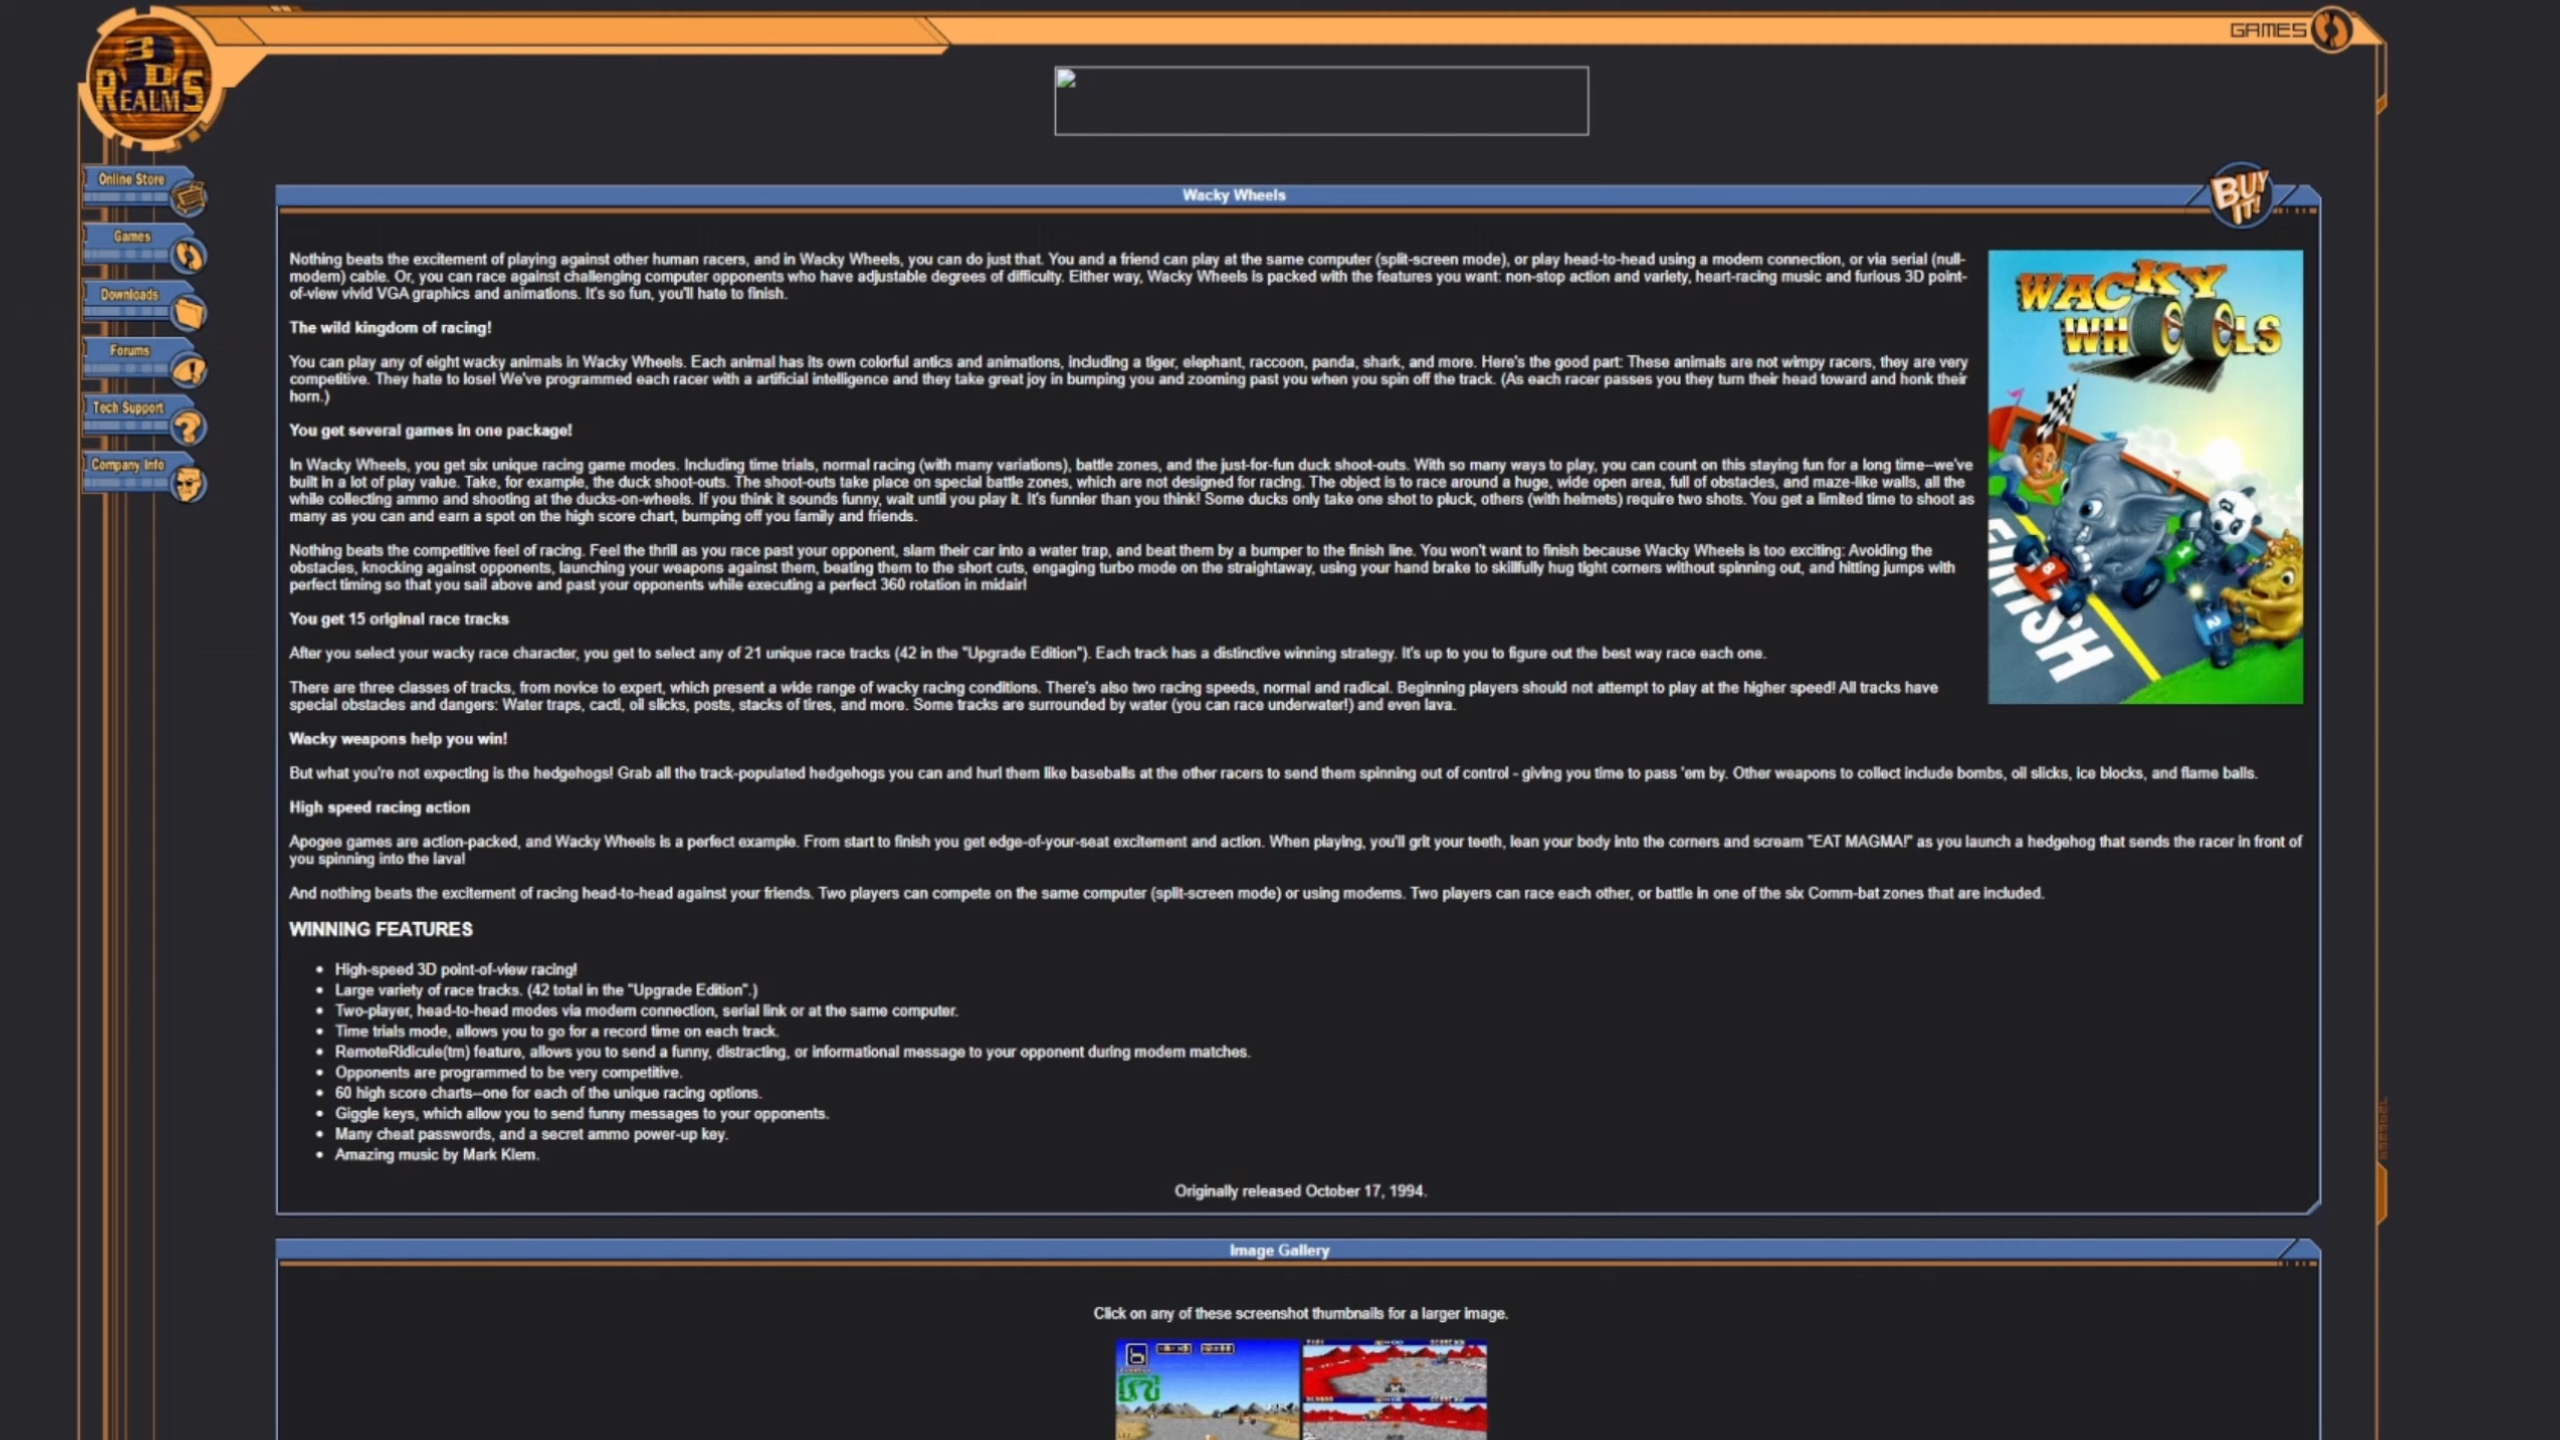 GAMES
3D
REALMS
Online Store
Games
Downloads
Forums
Tech Support
Company Info
Wacky Wheels
BUY
IT!
Nothing beats the excitement of playing against other human racers, and in Wacky Wheels, you can do just that. You and a friend can play at the same computer (split-screen mode), or play head-to-head using a modem connection, or via serial (null-
modem) cable. Or, you can race against challenging computer opponents who have adjustable degrees of difficulty. Either way, Wacky Wheels is packed with the features you want: non-stop action and variety, heart-racing music and furious 3D point-
of-view vivid VGA graphics and animations. It's so fun, you'll hate to finish.
The wild kingdom of racing!
You can play any of eight wacky animals in Wacky Wheels. Each animal has its own colorful antics and animations, including a tiger, elephant, raccoon, panda, shark, and more. Here's the good part: These animals are not wimpy racers, they are very
competitive. They hate to lose! We've programmed each racer with a artificial intelligence and they take great joy in bumping you and zooming past you when you spin off the track. (As each racer passes you they turn their head toward and honk their
horn.)
You get several games in one package!
In Wacky Wheels, you get six unique racing game modes. Including time trials, normal racing (with many variations), battle zones, and the just-for-fun duck shoot-outs. With so many ways to play, you can count on this staying fun for a long time--we've
built in a lot of play value. Take, for example, the duck shoot-outs. The shoot-outs take place on special battle zones, which are not designed for racing. The object is to race around a huge, wide open area, full of obstacles, and maze-like walls, all the
while collecting ammo and shooting at the ducks-on-wheels. If you think it sounds funny, wait until you play it. It's funnier than you think! Some ducks only take one shot to pluck, others (with helmets) require two shots. You get a limited time to shoot as
many as you can and earn a spot on the high score chart, bumping off you family and friends.
Nothing beats the competitive feel of racing. Feel the thrill as you race past your opponent, slam their car into a water trap, and beat them by a bumper to the finish line. You won't want to finish because Wacky Wheels is too exciting: Avoiding the
obstacles, knocking against opponents, launching your weapons against them, beating them to the short cuts, engaging turbo mode on the straightaway, using your hand brake to skillfully hug tight corners without spinning out, and hitting jumps with
perfect timing so that you sail above and past your opponents while executing a perfect 360 rotation in midair!
You get 15 original race tracks
After you select your wacky race character, you get to select any of 21 unique race tracks (42 in the "Upgrade Edition"). Each track has a distinctive winning strategy. It's up to you to figure out the best way race each one.
There are three classes of tracks, from novice to expert, which present a wide range of wacky racing conditions. There's also two racing speeds, normal and radical. Beginning players should not attempt to play at the higher speed! All tracks have
special obstacles and dangers: Water traps, cacti, oil slicks, posts, stacks of tires, and more. Some tracks are surrounded by water (you can race underwater!) and even lava.
WACKY
WHEELS
8
1
2
FINISH
Wacky weapons help you win!
But what you're not expecting is the hedgehogs! Grab all the track-populated hedgehogs you can and hurl them like baseballs at the other racers to send them spinning out of control - giving you time to pass 'em by. Other weapons to collect include bombs, oil slicks, ice blocks, and flame balls.
High speed racing action
Apogee games are action-packed, and Wacky Wheels is a perfect example. From start to finish you get edge-of-your-seat excitement and action. When playing, you'll grit your teeth, lean your body into the corners and scream "EAT MAGMA!" as you launch a hedgehog that sends the racer in front of
you spinning into the lava!
And nothing beats the excitement of racing head-to-head against your friends. Two players can compete on the same computer (split-screen mode) or using modems. Two players can race each other, or battle in one of the six Comm-bat zones that are included.
WINNING FEATURES
• High-speed 3D point-of-view racing!
• Large variety of race tracks. (42 total in the "Upgrade Edition".)
• Two-player, head-to-head modes via modem connection, serial link or at the same computer.
• Time trials mode, allows you to go for a record time on each track.
• RemoteRidicule(tm) feature, allows you to send a funny, distracting, or informational message to your opponent during modem matches.
• Opponents are programmed to be very competitive.
• 60 high score charts--one for each of the unique racing options.
• Giggle keys, which allow you to send funny messages to your opponents.
• Many cheat passwords, and a secret ammo power-up key.
• Amazing music by Mark Klem.
Originally released October 17, 1994.
Image Gallery
Click on any of these screenshot thumbnails for a larger image.